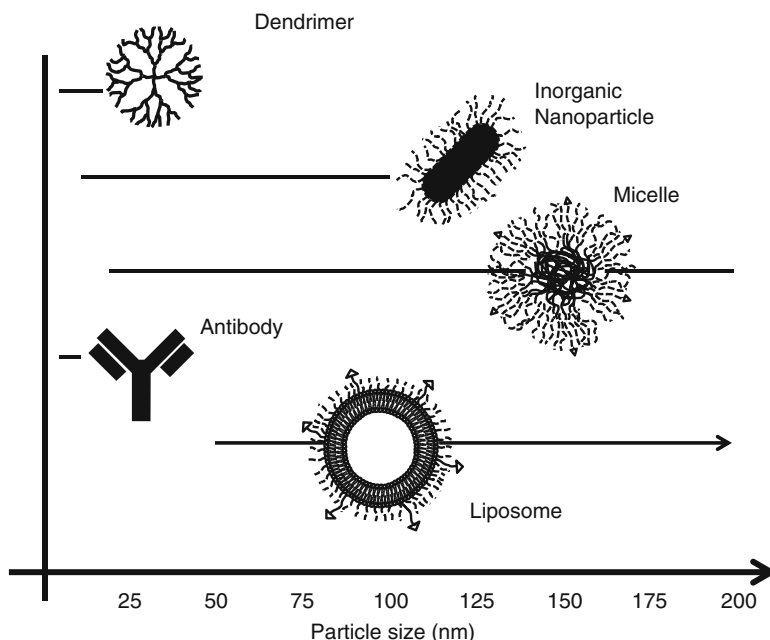 Dendrimer
Inorganic
Nanoparticle
Micelle
Antibody
Liposome
25 50 75 100 125 150 175 200
Particle size (nm)